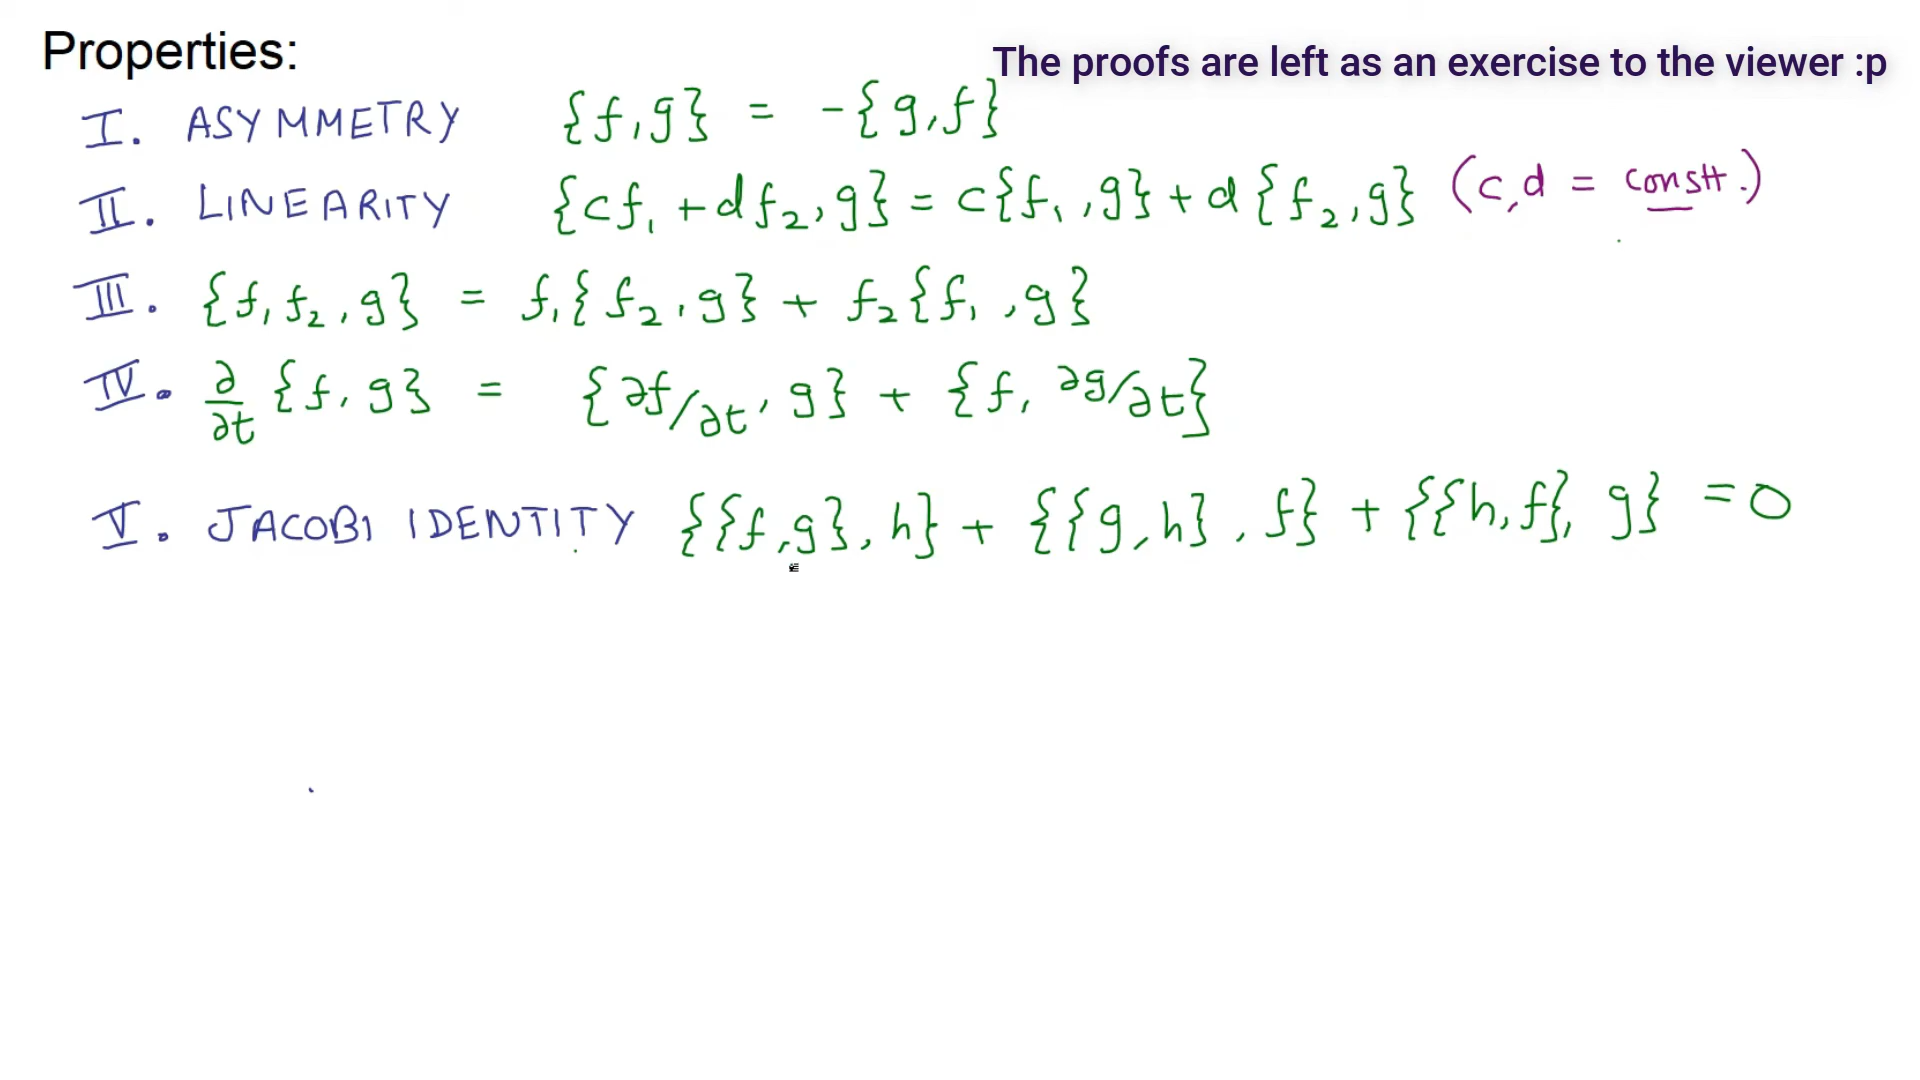 Properties:
The proofs are left as an exercise to the viewer :p
I. ASYMMETRY {f,g} = -{g,f}
II. LINEARITY {cf₁ + df₂, g} = c{f₁,g} + d{f₂,g} (c,d = constt.)
III. {f₁f₂, g} = f₁{f₂,g} + f₂{f₁,g}
IV. ∂/∂t {f,g} = {∂f/∂t, g} + {f, ∂g/∂t}
V. JACOBI IDENTITY {{f,g},h} + {{g,h},f} + {{h,f},g} = 0